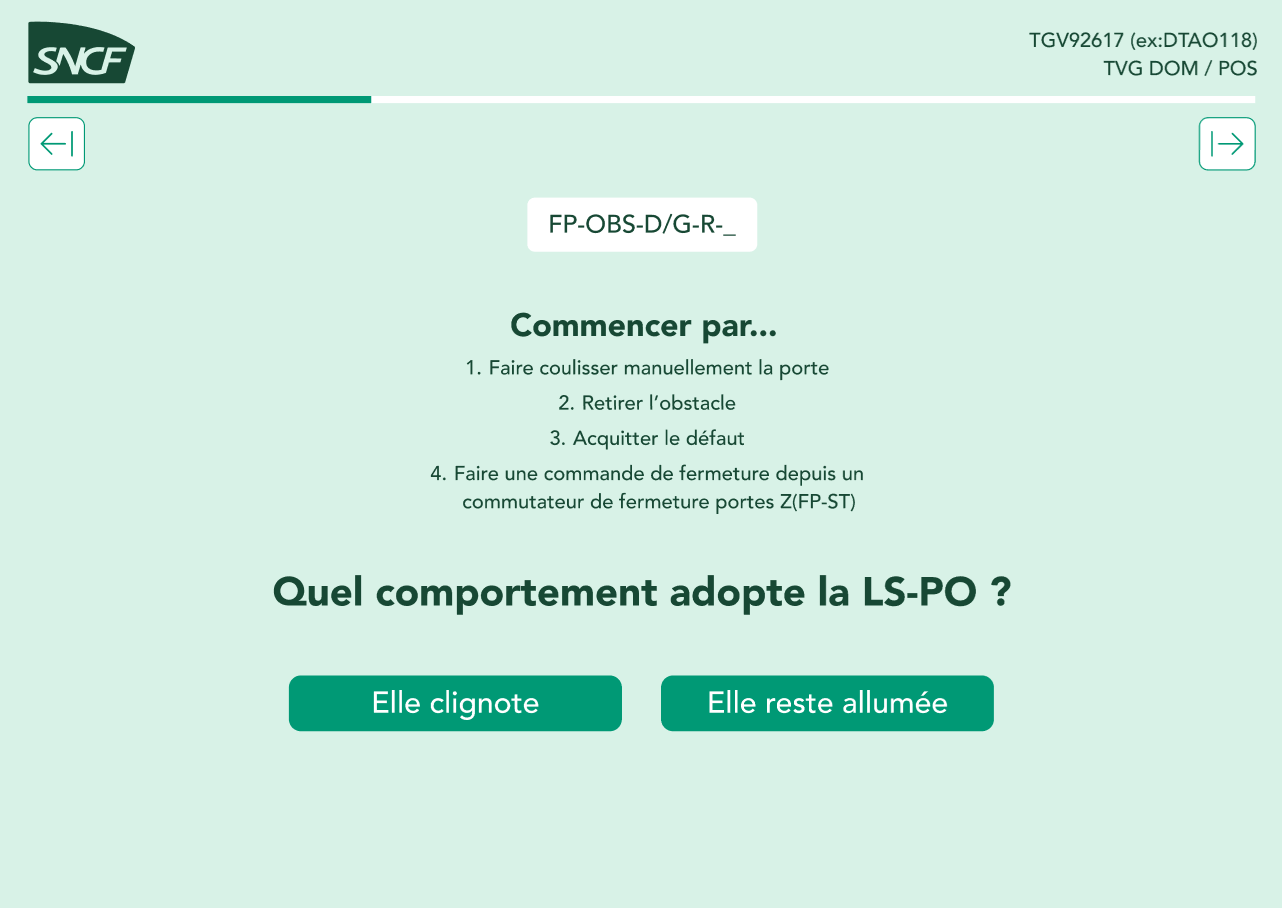 SNCF
TGV92617 (ex:DTAO118)
TVG DOM / POS
FP-OBS-D/G-R-_
Commencer par...
1. Faire coulisser manuellement la porte
2. Retirer l’obstacle
3. Acquitter le défaut
4. Faire une commande de fermeture depuis un
commutateur de fermeture portes Z(FP-ST)
Quel comportement adopte la LS-PO ?
Elle clignote
Elle reste allumée